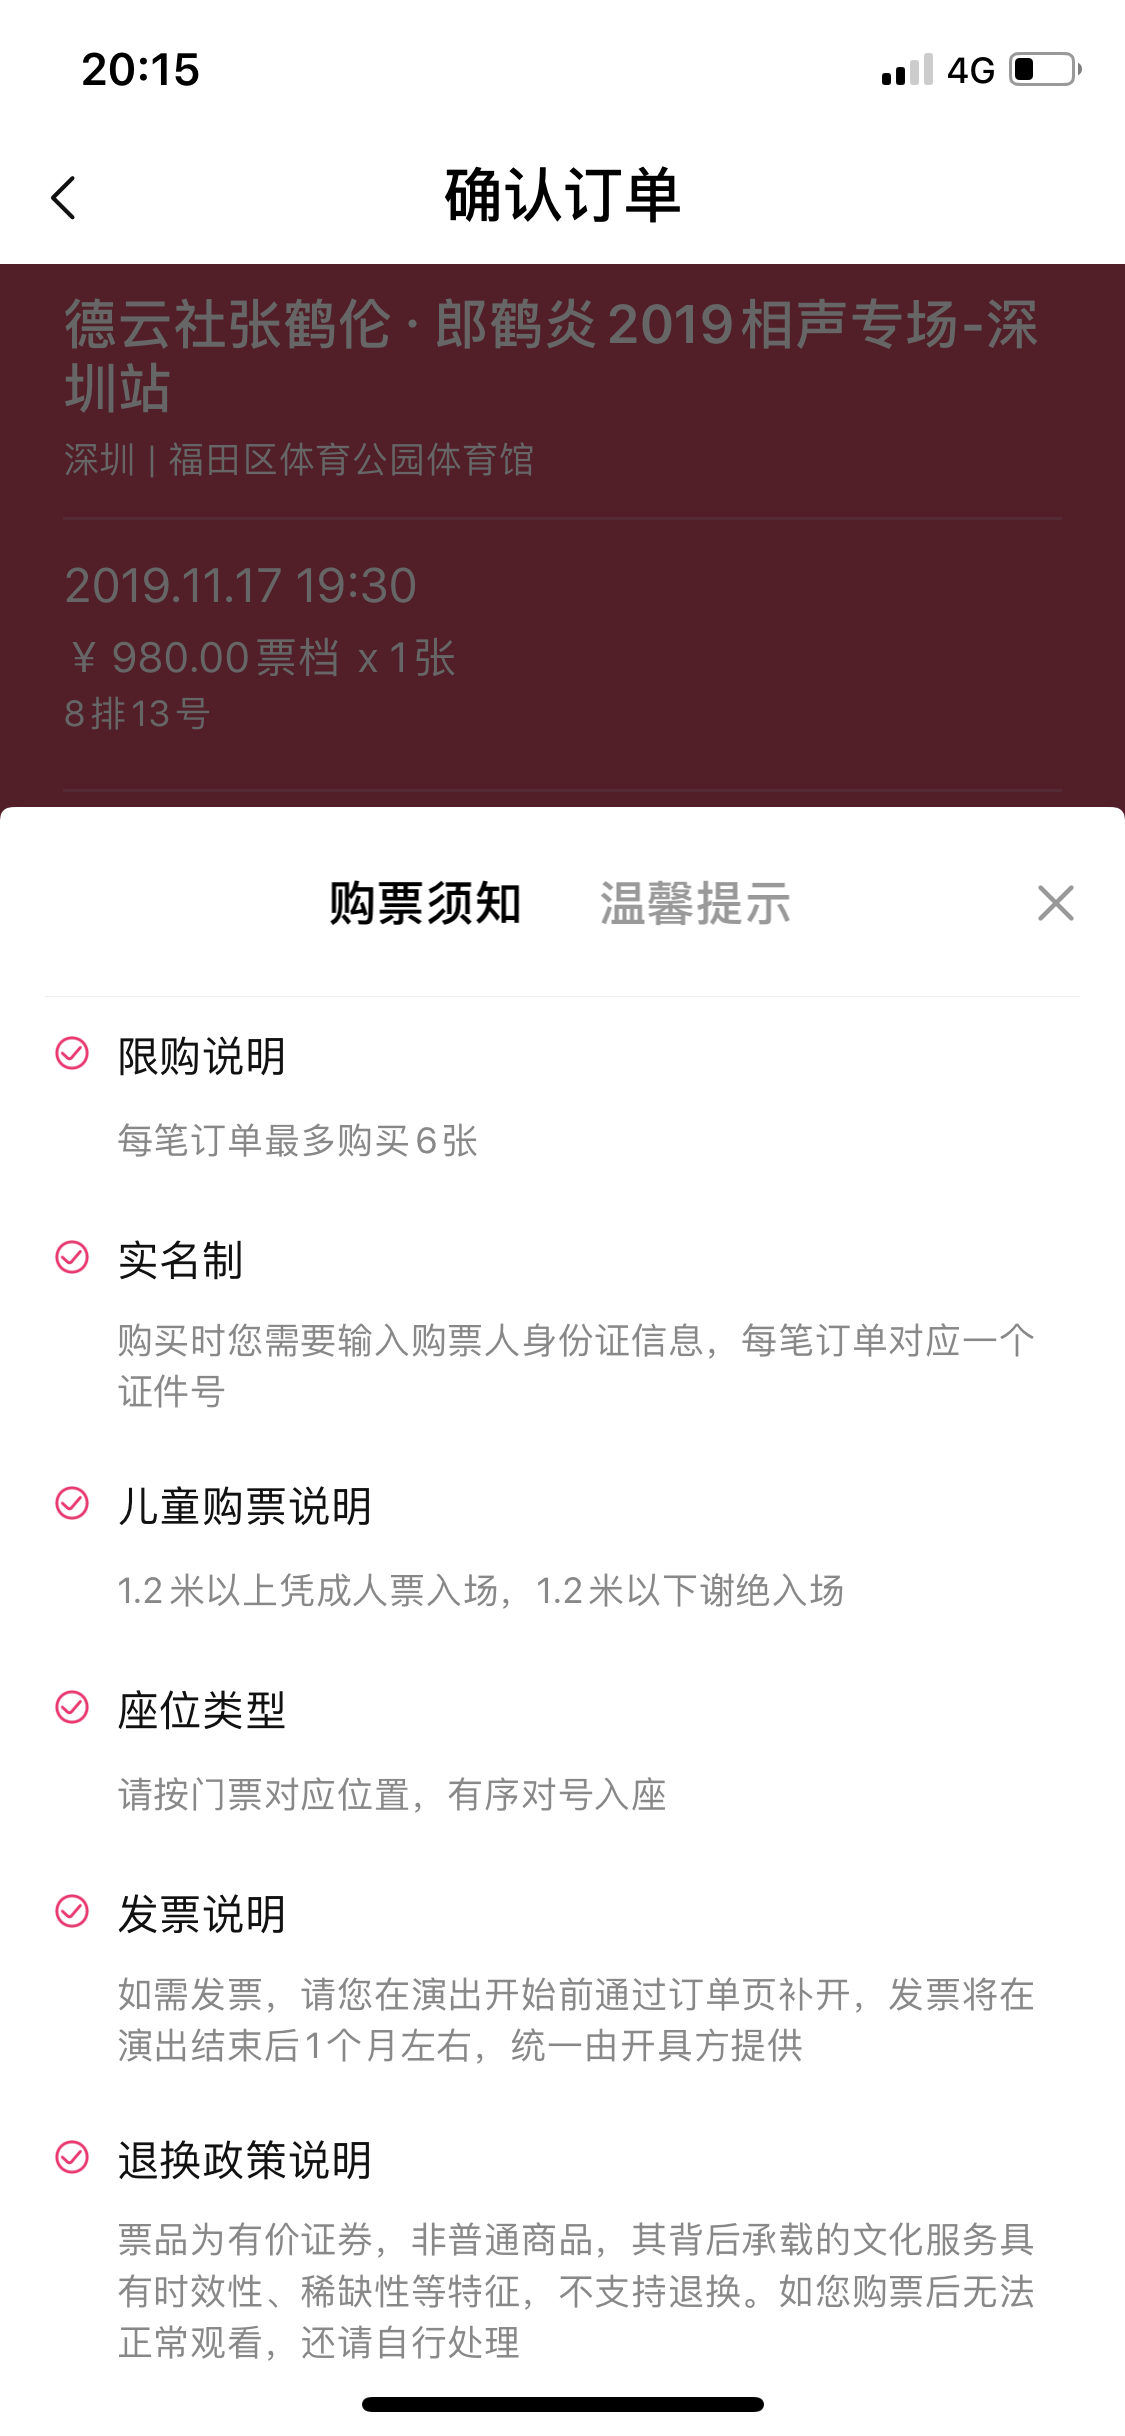 20:15
4G
确认订单
德云社张鹤伦·郎鹤炎2019相声专场-深
圳站
深圳 | 福田区体育公园体育馆
2019.11.17 19:30
¥ 980.00票档 x 1张
8排13号
购票须知 温馨提示
限购说明
每笔订单最多购买6张
实名制
购买时您需要输入购票人身份证信息，每笔订单对应一个
证件号
儿童购票说明
1.2米以上凭成人票入场，1.2米以下谢绝入场
座位类型
请按门票对应位置，有序对号入座
发票说明
如需发票，请您在演出开始前通过订单页补开，发票将在
演出结束后1个月左右，统一由开具方提供
退换政策说明
票品为有价证券，非普通商品，其背后承载的文化服务具
有时效性、稀缺性等特征，不支持退换。如您购票后无法
正常观看，还请自行处理